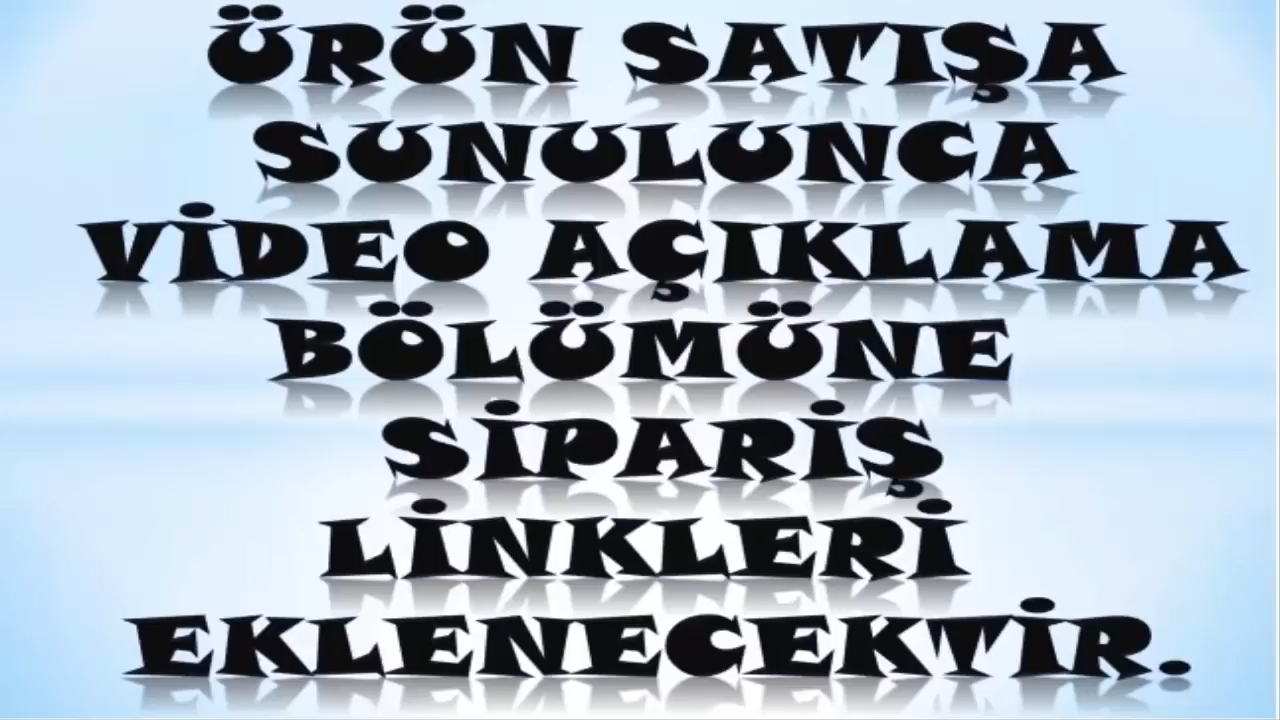 ÜRÜN SATIŞA
SUNULUNCA
VİDEO AÇIKLAMA
BÖLÜMÜNE
SİPARİŞ
LİNKLERİ
EKLENECEKTİR.